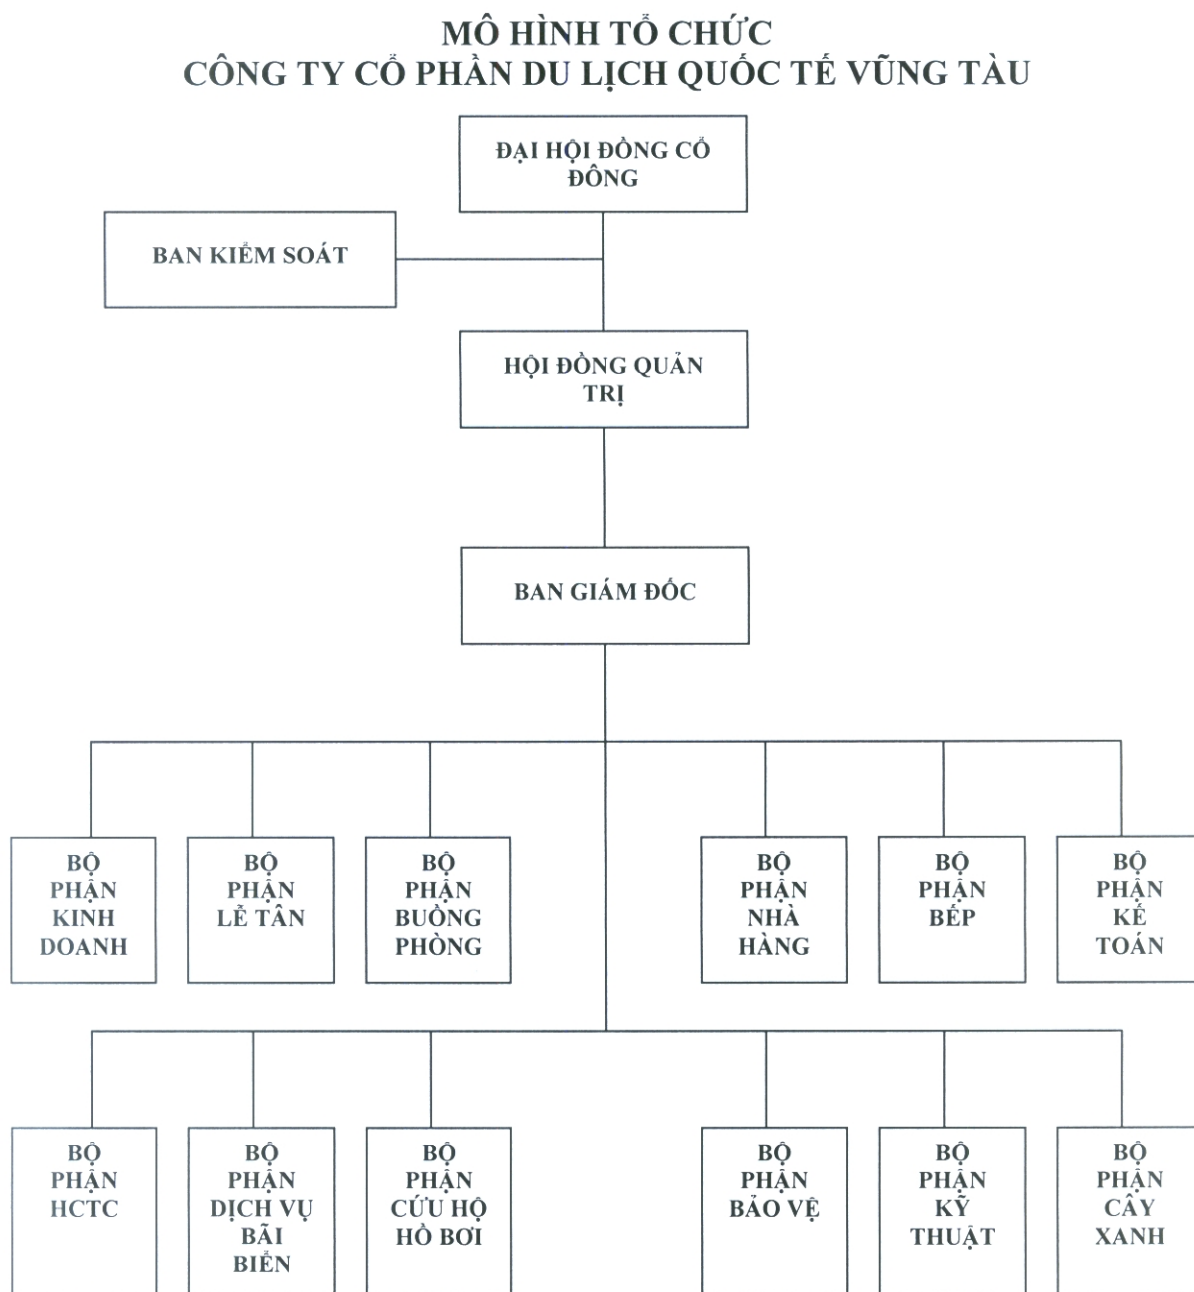 MÔ HÌNH TỔ CHỨC
CÔNG TY CỔ PHẦN DU LỊCH QUỐC TẾ VŨNG TÀU
ĐẠI HỘI ĐỒNG CỔ
ĐÔNG
BAN KIỂM SOÁT
HỘI ĐỒNG QUẢN
TRỊ
BAN GIÁM ĐỐC
BỘ
PHẬN
KINH
DOANH
BỘ
PHẬN
LỄ TÂN
BỘ
PHẬN
BUỒNG
PHÒNG
BỘ
PHẬN
NHÀ
HÀNG
BỘ
PHẬN
BẾP
BỘ
PHẬN
KẾ
TOÁN
BỘ
PHẬN
HCTC
BỘ
PHẬN
DỊCH VỤ
BÃI
BIỂN
BỘ
PHẬN
CỨU HỘ
HỒ BƠI
BỘ
PHẬN
BẢO VỆ
BỘ
PHẬN
KỸ
THUẬT
BỘ
PHẬN
CÂY
XANH